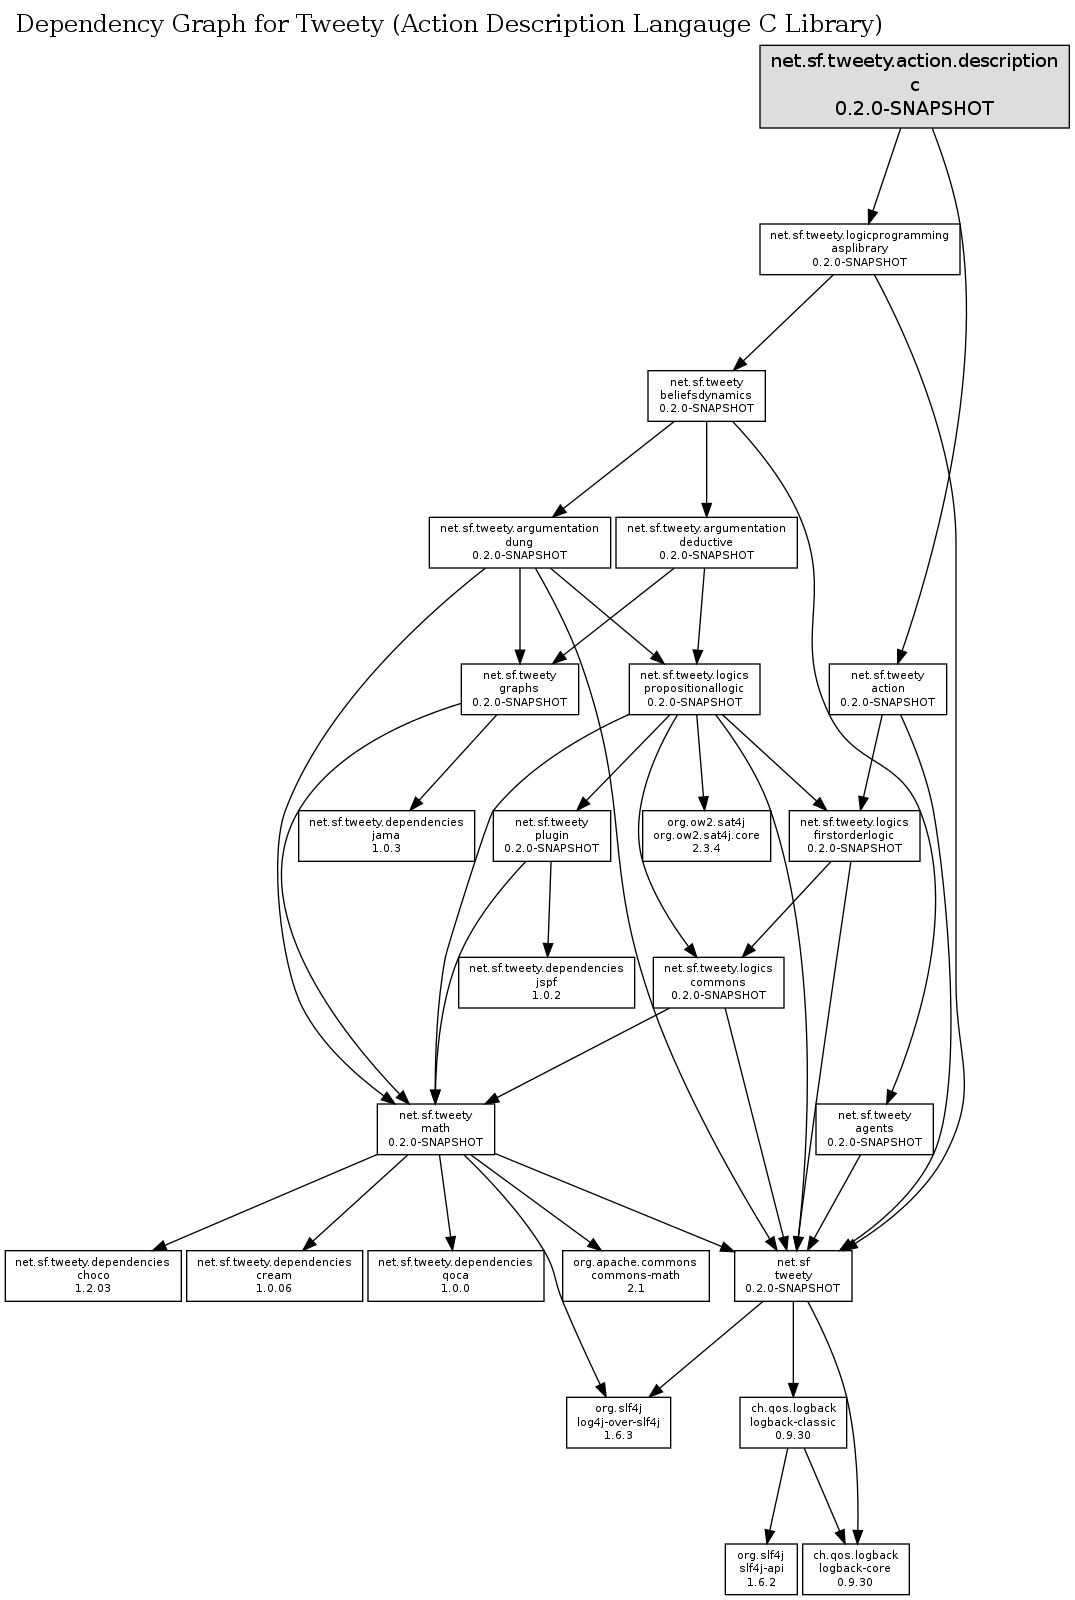 Dependency Graph for Tweety (Action Description Langauge C Library)
net.sf.tweety.action.description
c
0.2.0-SNAPSHOT
net.sf.tweety.logicprogramming
asplibrary
0.2.0-SNAPSHOT
net.sf.tweety
beliefsdynamics
0.2.0-SNAPSHOT
net.sf.tweety.argumentation
dung
0.2.0-SNAPSHOT
net.sf.tweety.argumentation
deductive
0.2.0-SNAPSHOT
net.sf.tweety
graphs
0.2.0-SNAPSHOT
net.sf.tweety.logics
propositionallogic
0.2.0-SNAPSHOT
net.sf.tweety
action
0.2.0-SNAPSHOT
net.sf.tweety.dependencies
jama
1.0.3
net.sf.tweety
plugin
0.2.0-SNAPSHOT
org.ow2.sat4j
org.ow2.sat4j.core
2.3.4
net.sf.tweety.logics
firstorderlogic
0.2.0-SNAPSHOT
net.sf.tweety.dependencies
jspf
1.0.2
net.sf.tweety.logics
commons
0.2.0-SNAPSHOT
net.sf.tweety
math
0.2.0-SNAPSHOT
net.sf.tweety
agents
0.2.0-SNAPSHOT
net.sf.tweety.dependencies
choco
1.2.03
net.sf.tweety.dependencies
cream
1.0.06
net.sf.tweety.dependencies
qoca
1.0.0
org.apache.commons
commons-math
2.1
net.sf
tweety
0.2.0-SNAPSHOT
org.slf4j
log4j-over-slf4j
1.6.3
ch.qos.logback
logback-classic
0.9.30
org.slf4j
slf4j-api
1.6.2
ch.qos.logback
logback-core
0.9.30